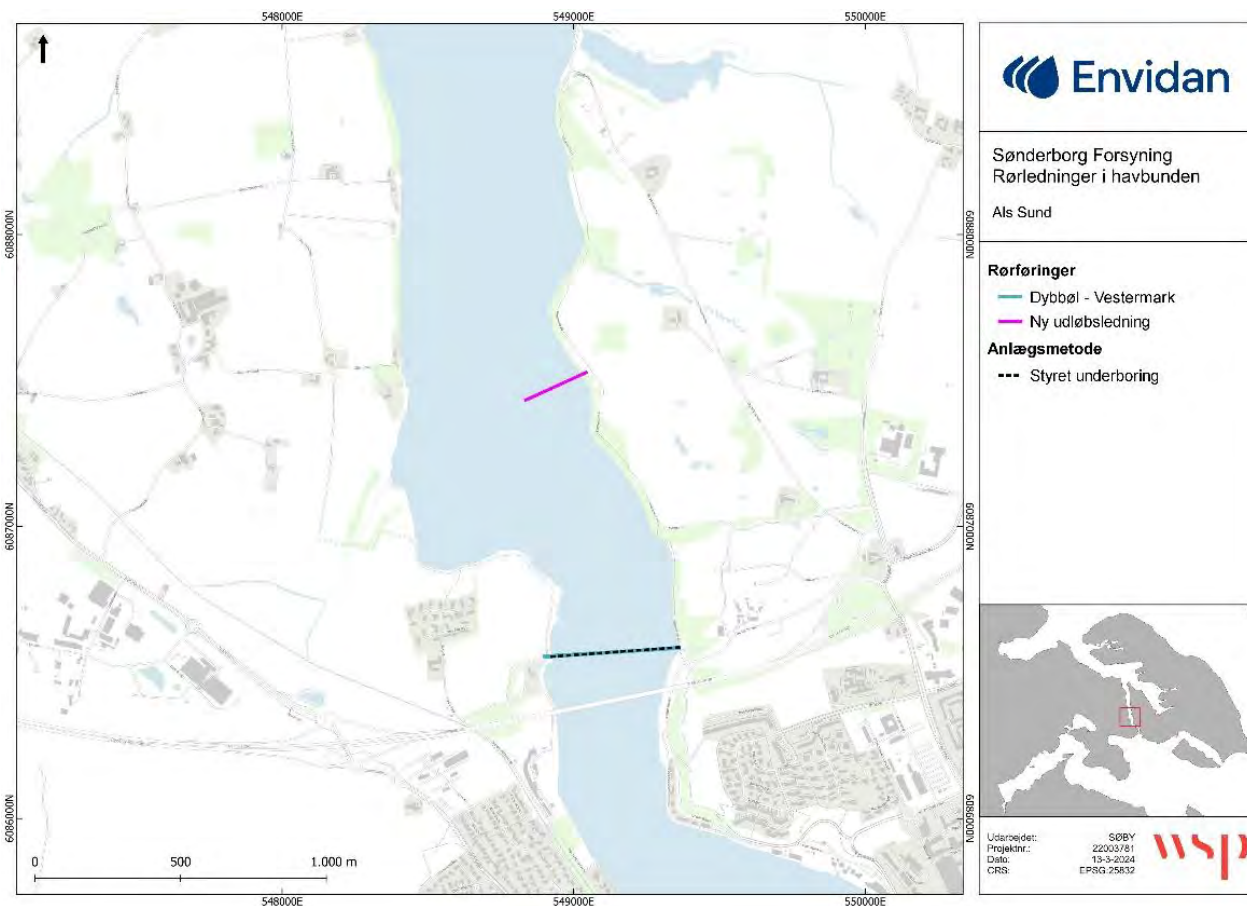 548000E
549000E
550000E
6088000N
6087000N
6086000N
6088000N
6087000N
6086000N
0
500
1.000 m
548000E
549000E
550000E
Envidan
Sønderborg Forsyning
Rørledninger i havbunden
Als Sund
Rørføringer
Dybbøl - Vestermark
Ny udløbsledning
Anlægsmetode
Styret underboring
Udarbejdet: SØBY
Projektnr.: 22003781
Dato: 13-3-2024
CRS: EPSG:25832
wsp